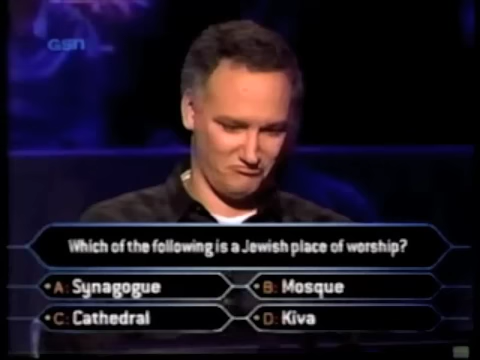 GSN
Which of the following is a Jewish place of worship?
A: Synagogue
B: Mosque
C: Cathedral
D: Kiva